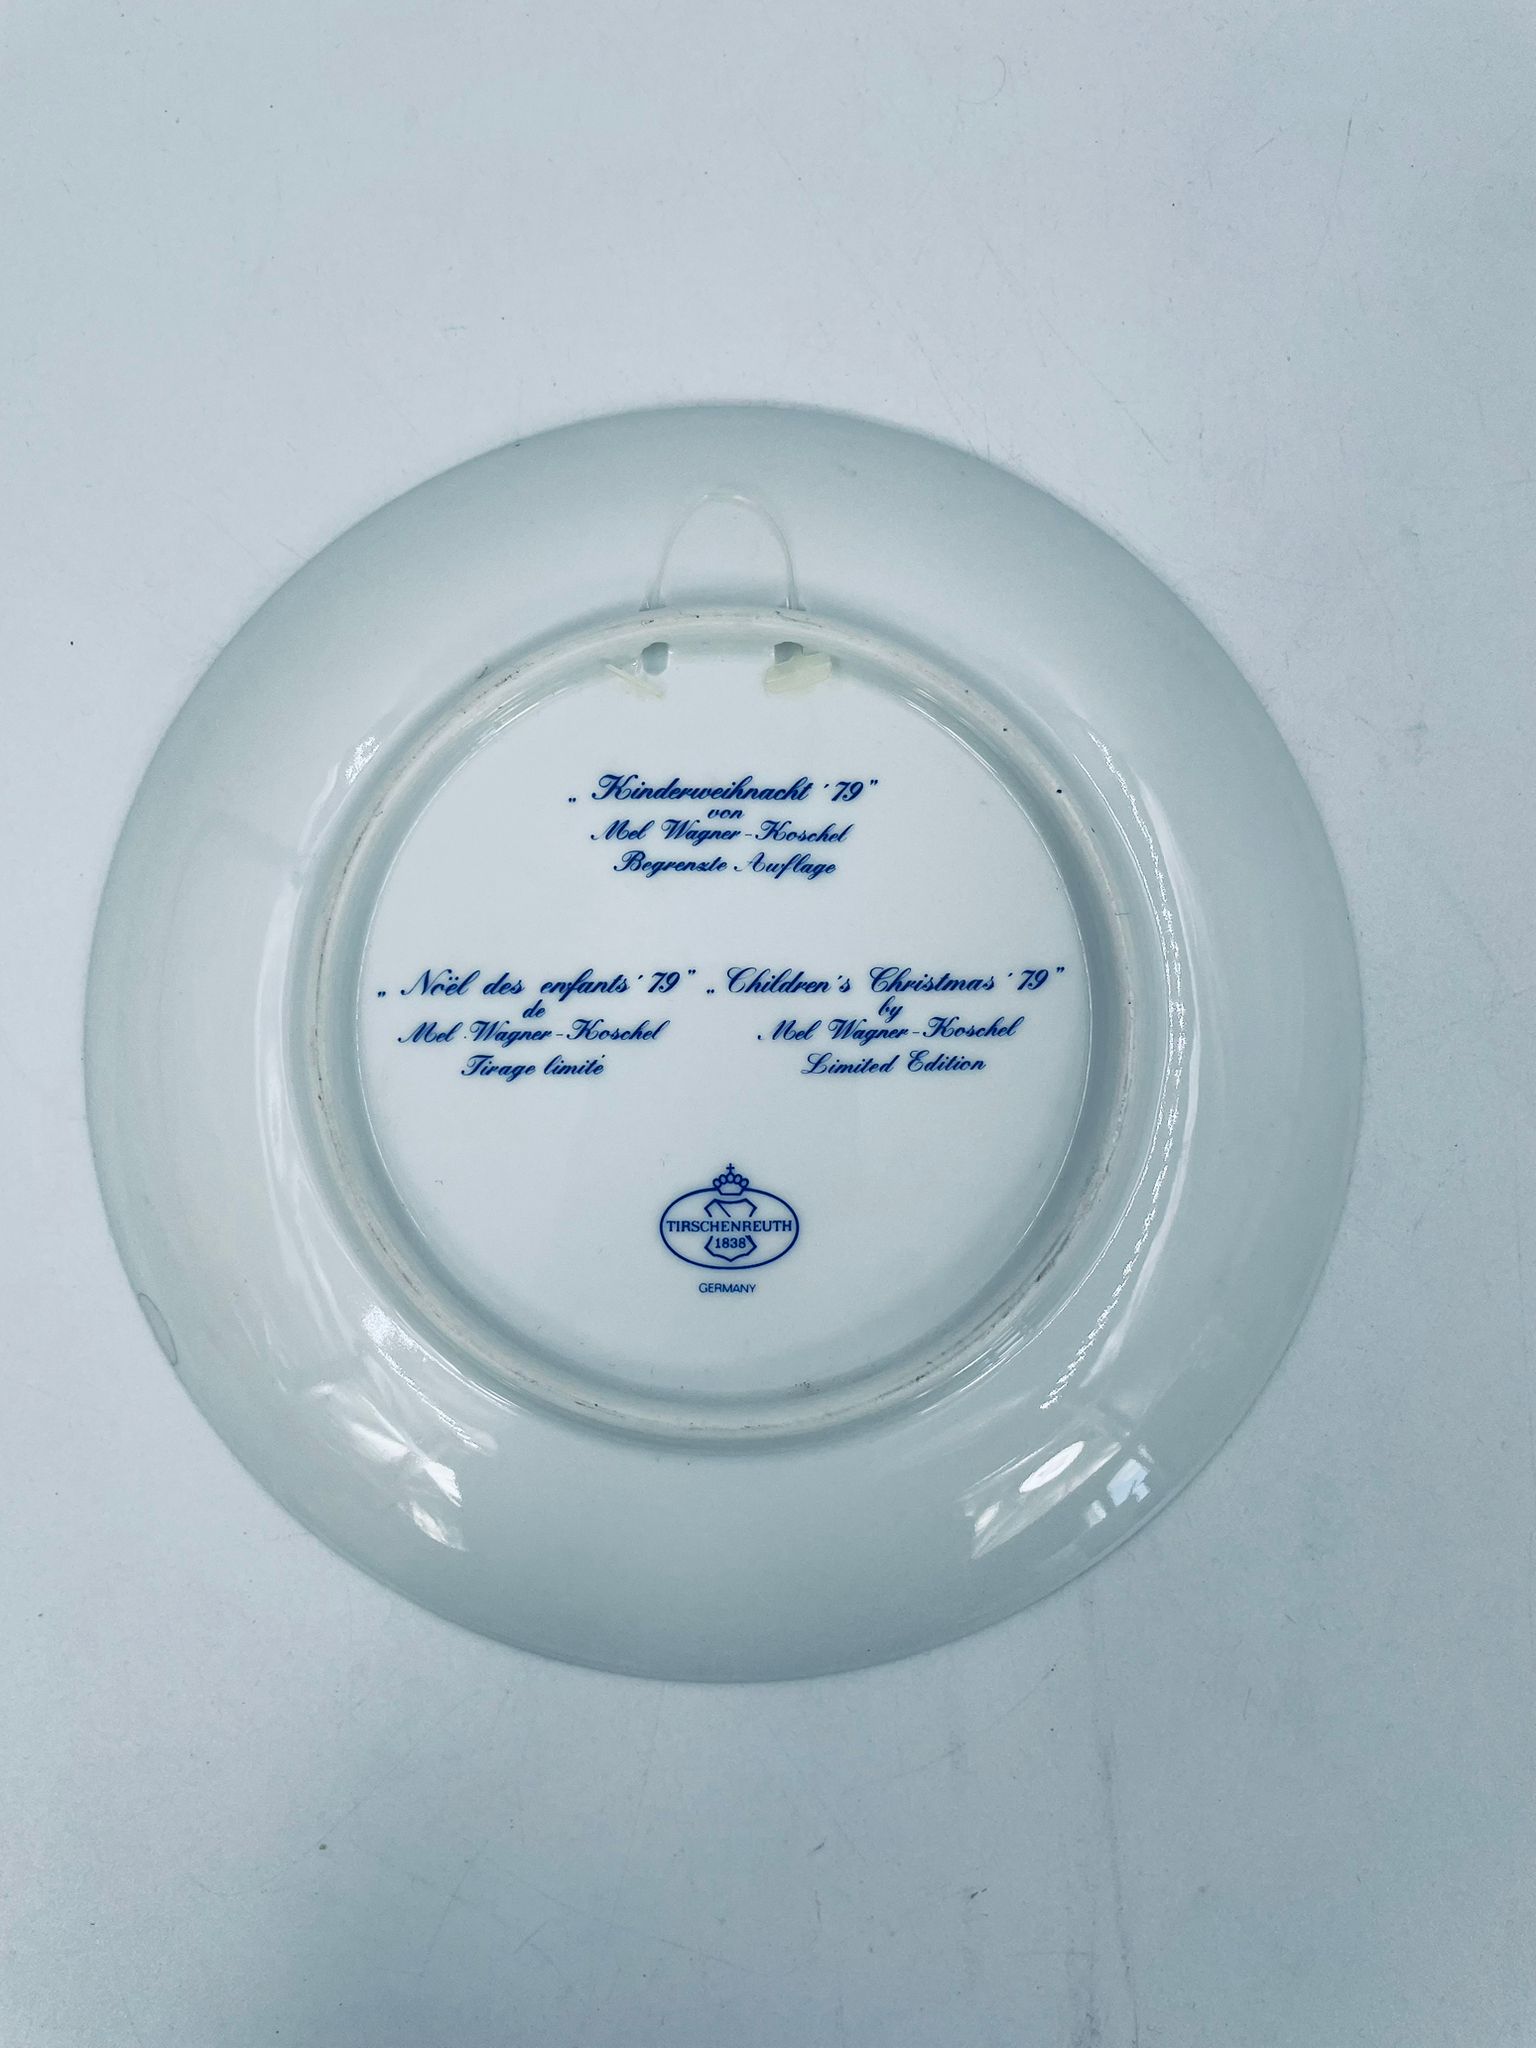 „ Kinderweihnacht '79”
von
Mel Wagner-Koschel
Begrenzte Auflage
„ Noël des enfants '79”
de
Mel Wagner-Koschel
Tirage limité
„ Children's Christmas '79”
by
Mel Wagner-Koschel
Limited Edition
TIRSCHENREUTH
1838
GERMANY